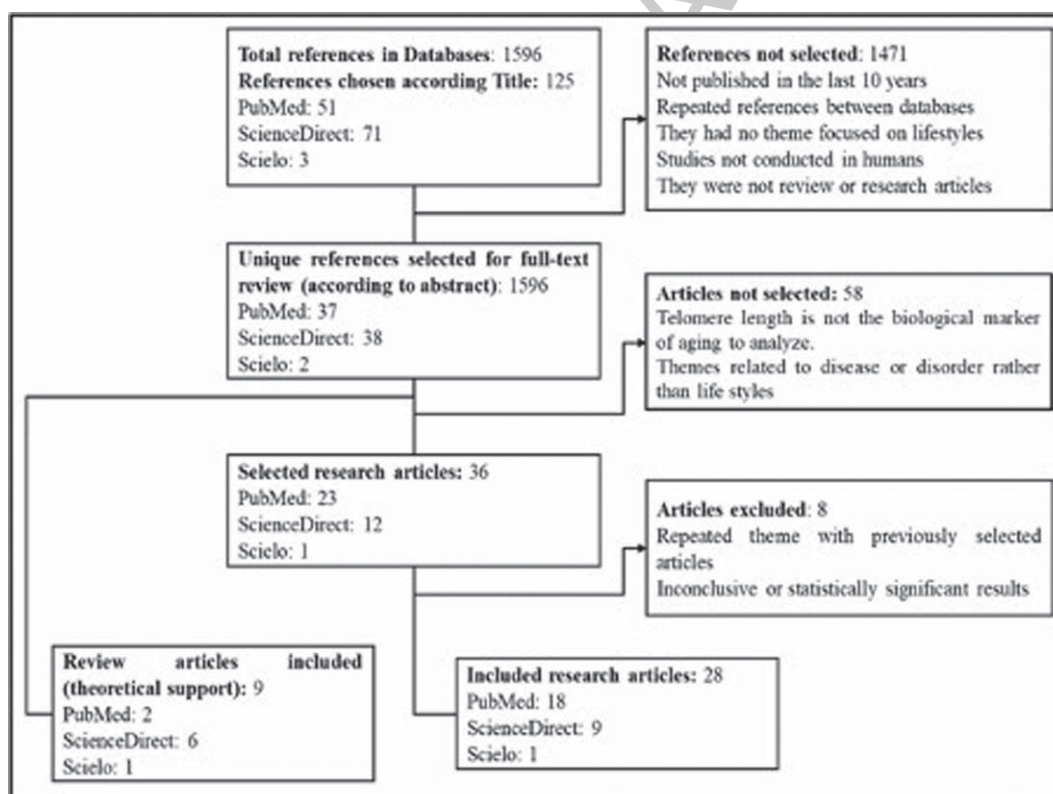 Total references in Databases: 1596
References chosen according Title: 125
PubMed: 51
ScienceDirect: 71
Scielo: 3
References not selected: 1471
Not published in the last 10 years
Repeated references between databases
They had no theme focused on lifestyles
Studies not conducted in humans
They were not review or research articles
Unique references selected for full-text
review (according to abstract): 1596
PubMed: 37
ScienceDirect: 38
Scielo: 2
Articles not selected: 58
Telomere length is not the biological marker
of aging to analyze.
Themes related to disease or disorder rather
than life styles
Selected research articles: 36
PubMed: 23
ScienceDirect: 12
Scielo: 1
Articles excluded: 8
Repeated theme with previously selected
articles
Inconclusive or statistically significant results
Review articles included
(theoretical support): 9
PubMed: 2
ScienceDirect: 6
Scielo: 1
Included research articles: 28
PubMed: 18
ScienceDirect: 9
Scielo: 1